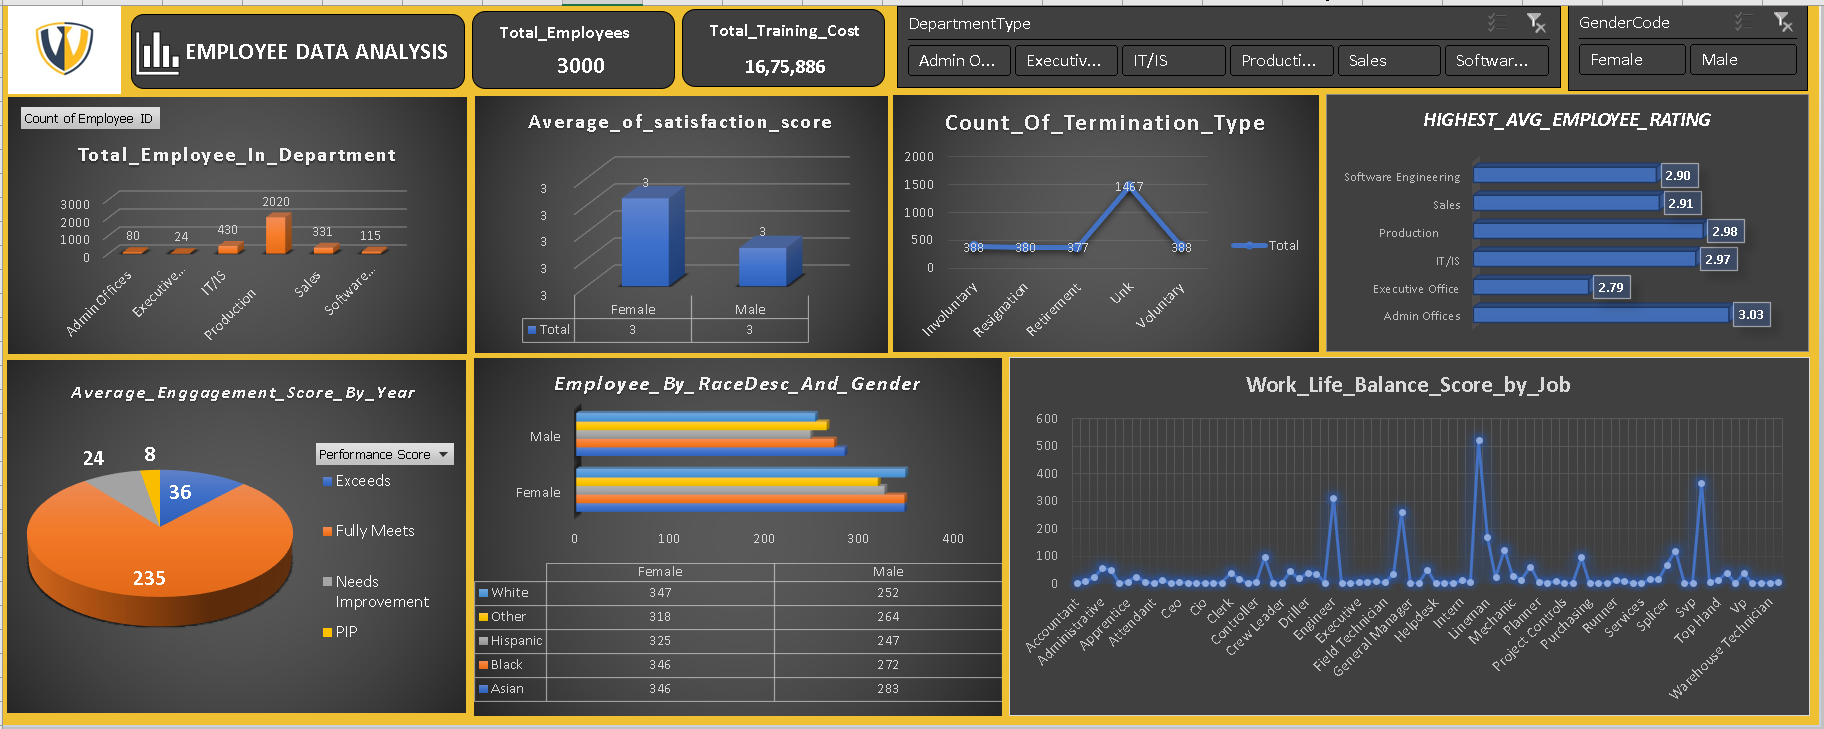 EMPLOYEE DATA ANALYSIS
Total_Employees
3000
Total_Training_Cost
16,75,886
DepartmentType
Admin O...
Executiv...
IT/IS
Producti...
Sales
Softwar...
GenderCode
Female
Male
Count of Employee ID
Total_Employee_In_Department
3000
2000
1000
0
80
24
430
2020
331
115
Admin Offices
Executive...
IT/IS
Production
Sales
Software...
Average_of_satisfaction_score
3
3
3
3
3
3
3
Female
Male
Total
3
3
Count_Of_Termination_Type
2000
1500
1000
500
0
388
380
377
1467
388
Involuntary
Resignation
Retirement
Unk
Voluntary
Total
HIGHEST_AVG_EMPLOYEE_RATING
Software Engineering 2.90
Sales 2.91
Production 2.98
IT/IS 2.97
Executive Office 2.79
Admin Offices 3.03
Average_Enggagement_Score_By_Year
24
8
36
235
Performance Score
Exceeds
Fully Meets
Needs
Improvement
PIP
Employee_By_RaceDesc_And_Gender
Male
Female
0 100 200 300 400
Female Male
White 347 252
Other 318 264
Hispanic 325 247
Black 346 272
Asian 346 283
Work_Life_Balance_Score_by_Job
600
500
400
300
200
100
0
Accountant
Administrative
Apprentice
Attendant
Ceo
Cio
Clerk
Controller
Crew Leader
Driller
Engineer
Executive
Field Technician
General Manager
Helpdesk
Intern
Lineman
Mechanic
Planner
Project Controls
Purchasing
Runner
Services
Splicer
Svp
Top Hand
Vp
Warehouse Technician